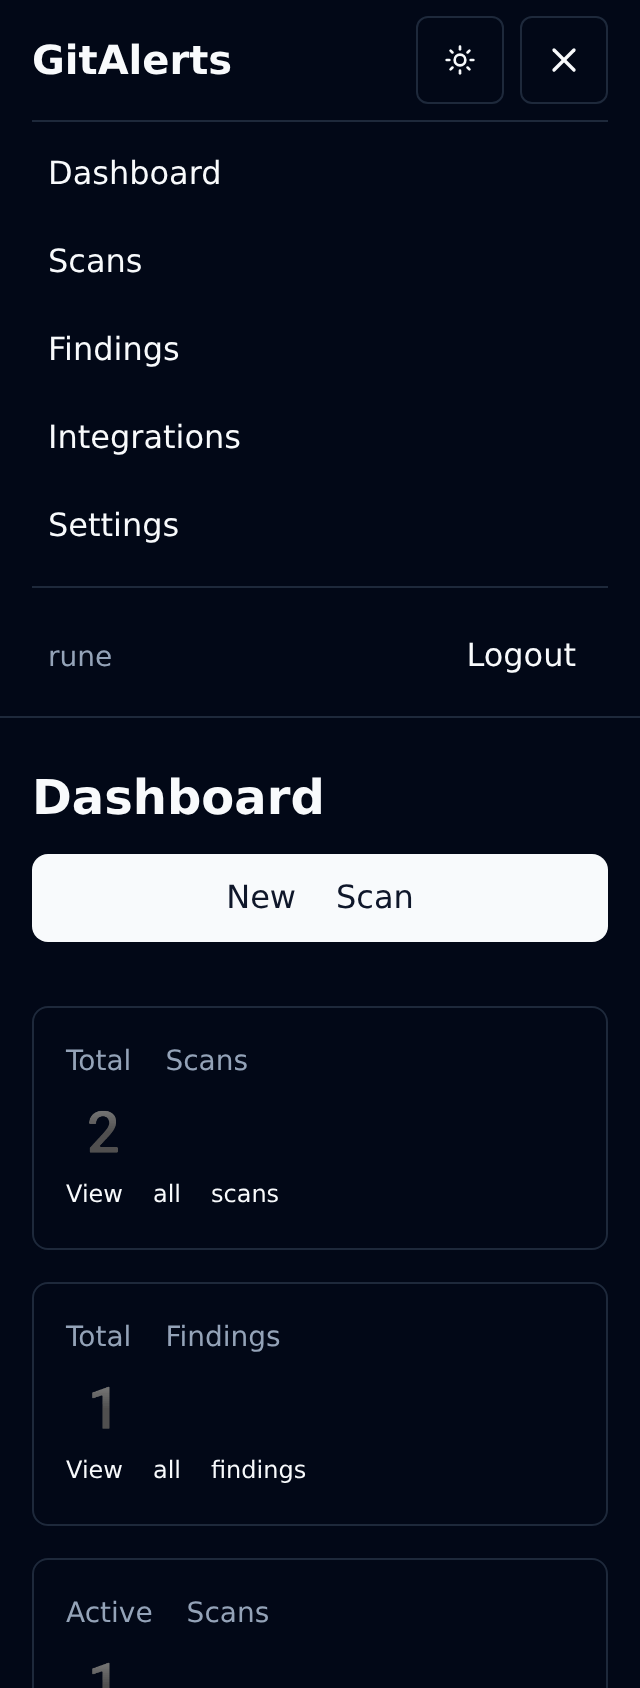 GitAlerts
Dashboard
Scans
Findings
Integrations
Settings
rune Logout
Dashboard
New Scan
Total Scans
2
View all scans
Total Findings
1
View all findings
Active Scans
1